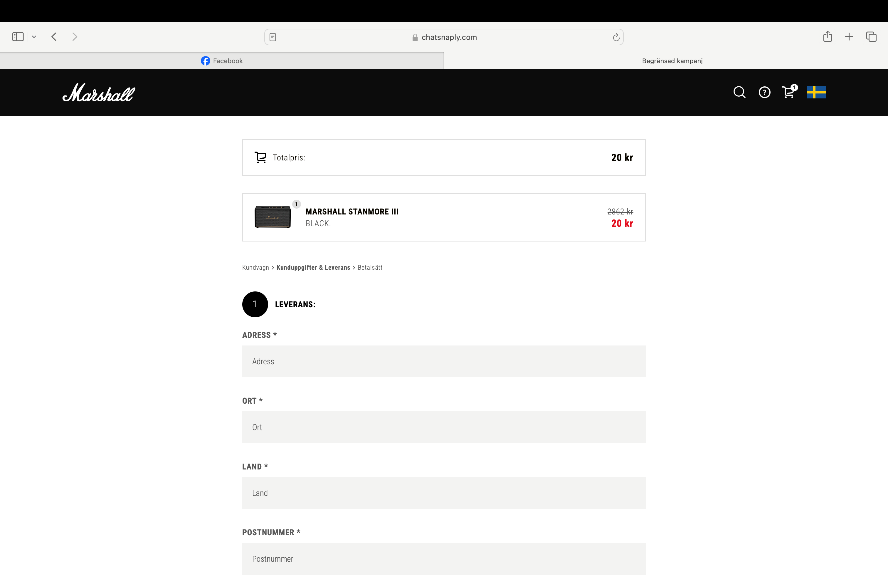 chatsnaply.com
Facebook
Begränsad kampanj
Marshall
1
Totalpris:
20 kr
1
MARSHALL STANMORE III
2862 kr
BLACK
20 kr
Kundvagn > Kunduppgifter & Leverans > Betalsätt
1 LEVERANS:
ADRESS *
Adress
ORT *
Ort
LAND *
Land
POSTNUMMER *
Postnummer